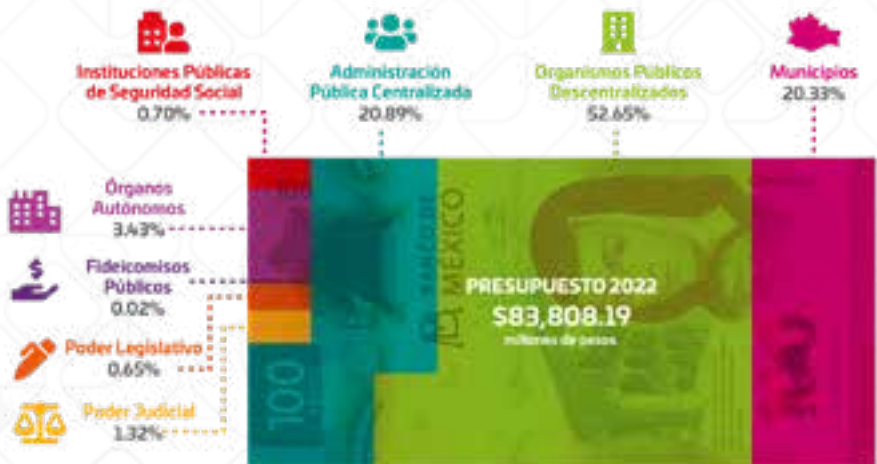 Instituciones Públicas
de Seguridad Social
0.70%
Administración
Pública Centralizada
20.89%
Organismos Públicos
Descentralizados
52.65%
Municipios
20.33%
Órganos
Autónomos
3.43%
Fideicomisos
Públicos
0.02%
Poder Legislativo
0.65%
Poder Judicial
1.32%
PRESUPUESTO 2022
$83,808.19
millones de pesos
BANCO DE
MÉXICO
100